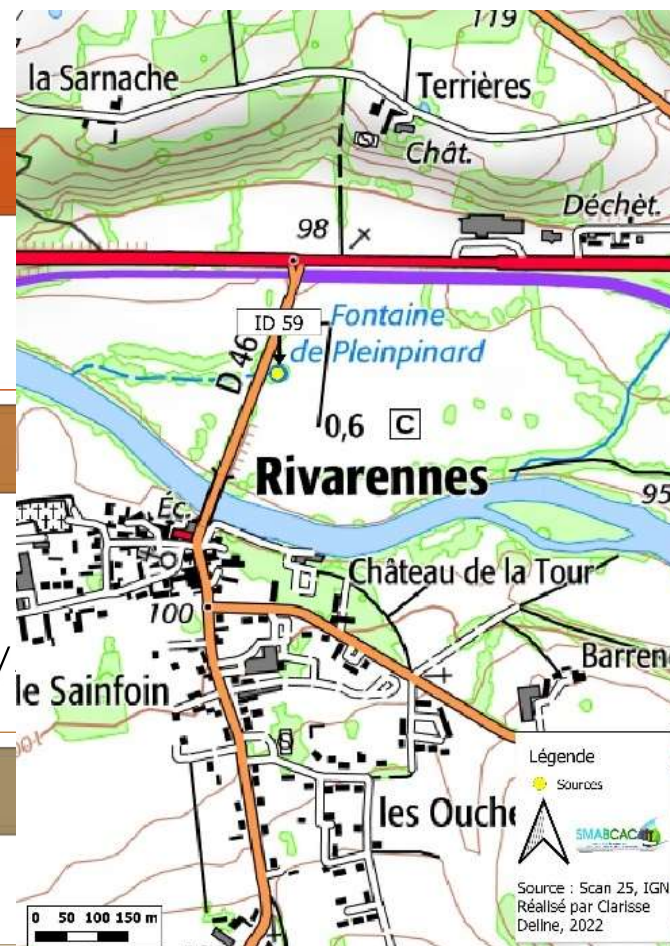 119
la Sarnache
Terrières
Chât.
Déchèt.
98
ID 59
Fontaine
de Pleinpinard
D 46
0,6
C
Rivarennes
95
Éc.
Château de la Tour
100
Barren
le Sainfoin
100
Légende
Sources
les Ouche
SMABCAC
Source : Scan 25, IGN
Réalisé par Clarisse
Deline, 2022
0 50 100 150 m